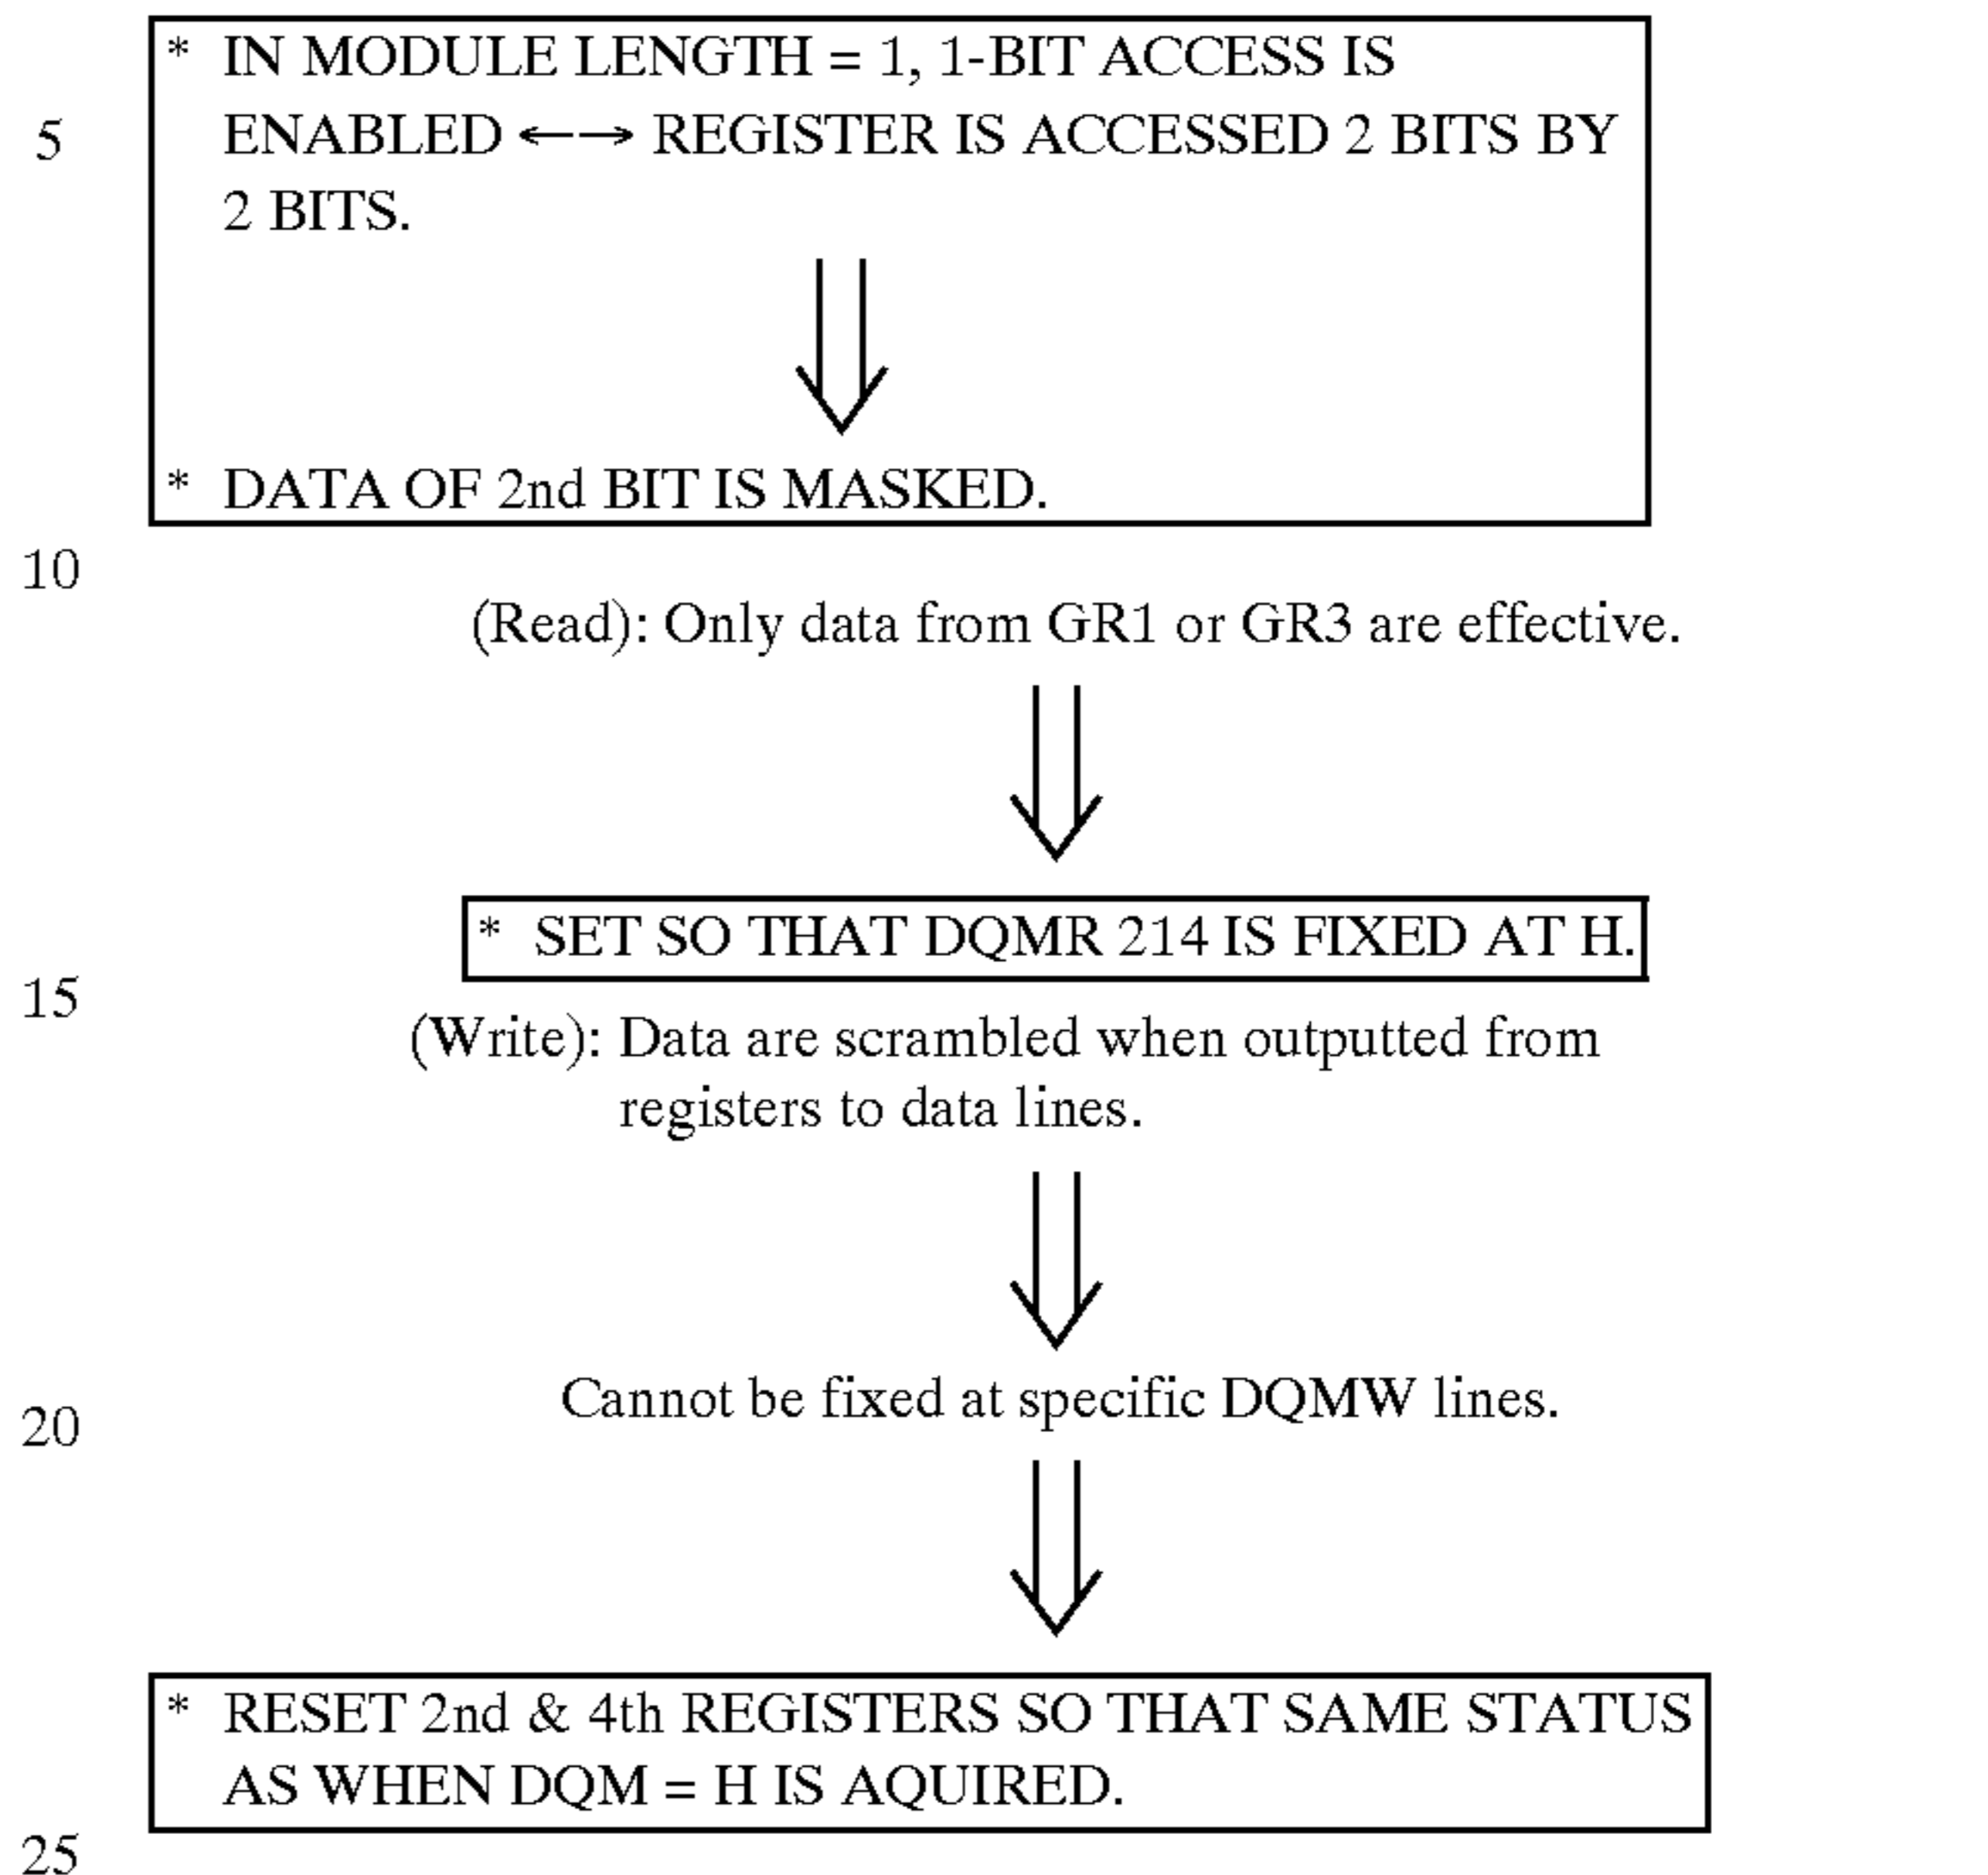 * IN MODULE LENGTH = 1, 1-BIT ACCESS IS
5
ENABLED ←→ REGISTER IS ACCESSED 2 BITS BY
2 BITS.
* DATA OF 2nd BIT IS MASKED.
10
(Read): Only data from GR1 or GR3 are effective.
* SET SO THAT DQMR 214 IS FIXED AT H.
15
(Write): Data are scrambled when outputted from
registers to data lines.
Cannot be fixed at specific DQMW lines.
20
* RESET 2nd & 4th REGISTERS SO THAT SAME STATUS
AS WHEN DQM = H IS AQUIRED.
25